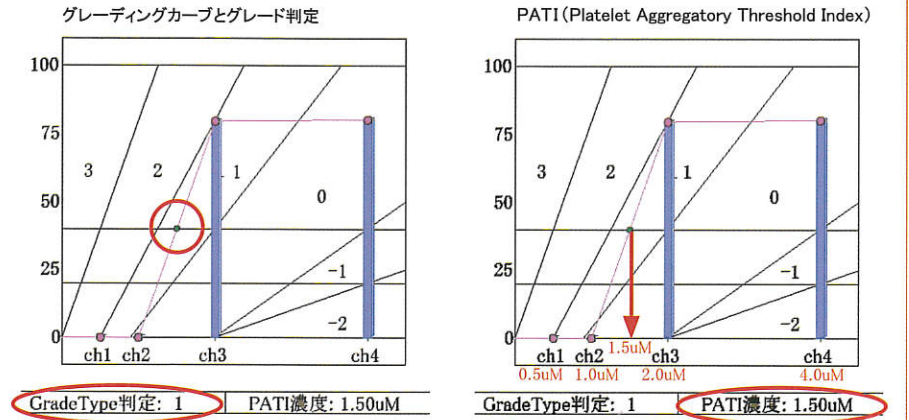 グレーディングカーブとグレード判定
100
75
50
25
0
3
2
1
0
-1
-2
ch1
ch2
ch3
ch4
GradeType判定: 1
PATI濃度: 1.50uM
PATI(Platelet Aggregatory Threshold Index)
100
75
50
25
0
3
2
1
0
-1
-2
1.5uM
ch1
ch2
ch3
ch4
0.5uM
1.0uM
2.0uM
4.0uM
GradeType判定: 1
PATI濃度: 1.50uM